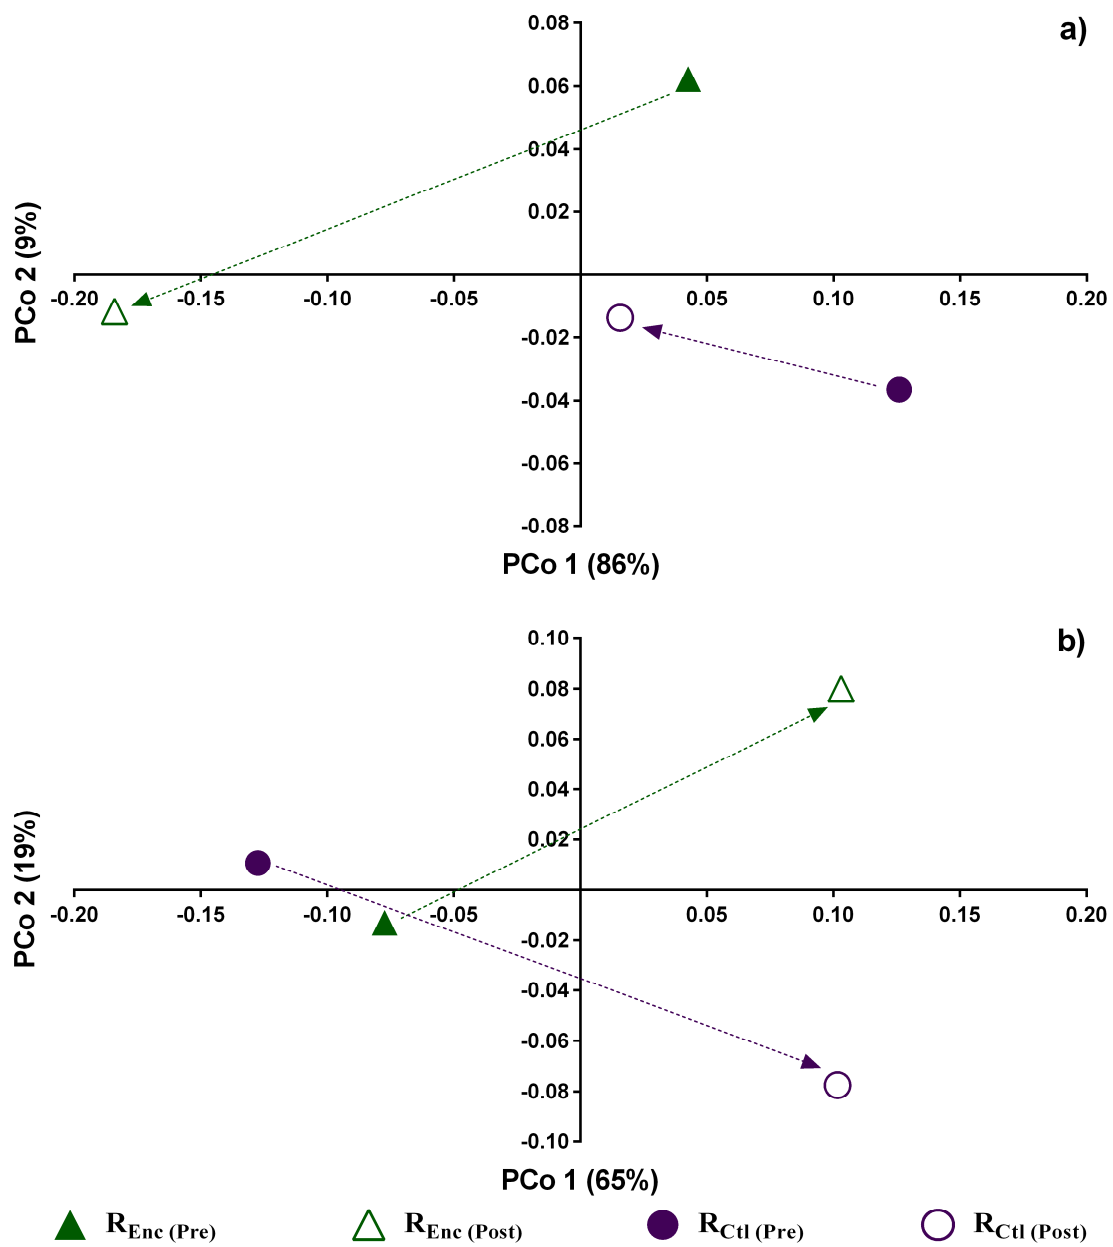 a)
0.08
0.06
0.04
0.02
-0.20 -0.15 -0.10 -0.05 0.05 0.10 0.15 0.20
-0.02
-0.04
-0.06
-0.08
PCo 2 (9%)
PCo 1 (86%)
b)
0.10
0.08
0.06
0.04
0.02
-0.20 -0.15 -0.10 -0.05 0.05 0.10 0.15 0.20
-0.02
-0.04
-0.06
-0.08
-0.10
PCo 2 (19%)
PCo 1 (65%)
REnc (Pre) REnc (Post) RCtl (Pre) RCtl (Post)